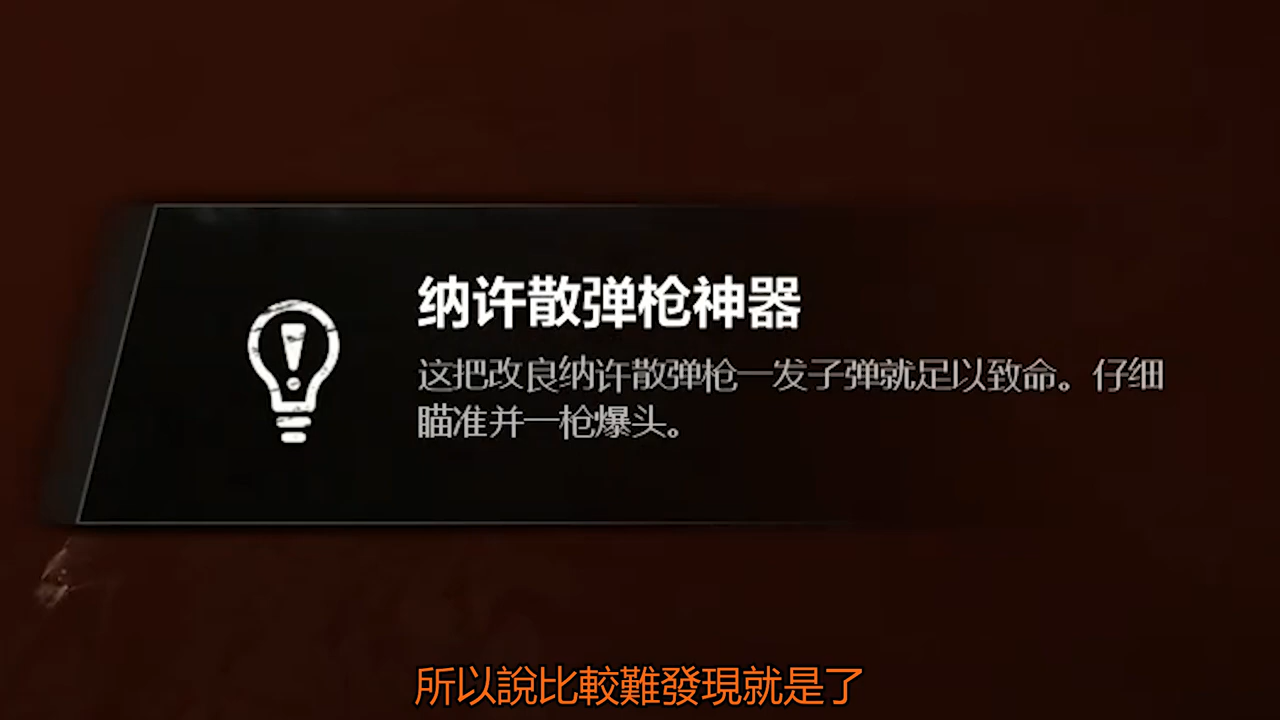 纳许散弹枪神器
这把改良纳许散弹枪一发子弹就足以致命。仔细
瞄准并一枪爆头。
所以說比較難發現就是了